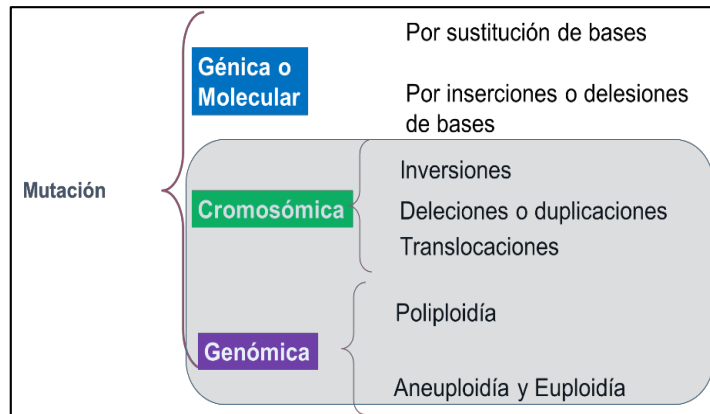 Mutación
Génica o
Molecular
Por sustitución de bases
Por inserciones o delesiones
de bases
Cromosómica
Inversiones
Deleciones o duplicaciones
Translocaciones
Genómica
Poliploidía
Aneuploidía y Euploidía